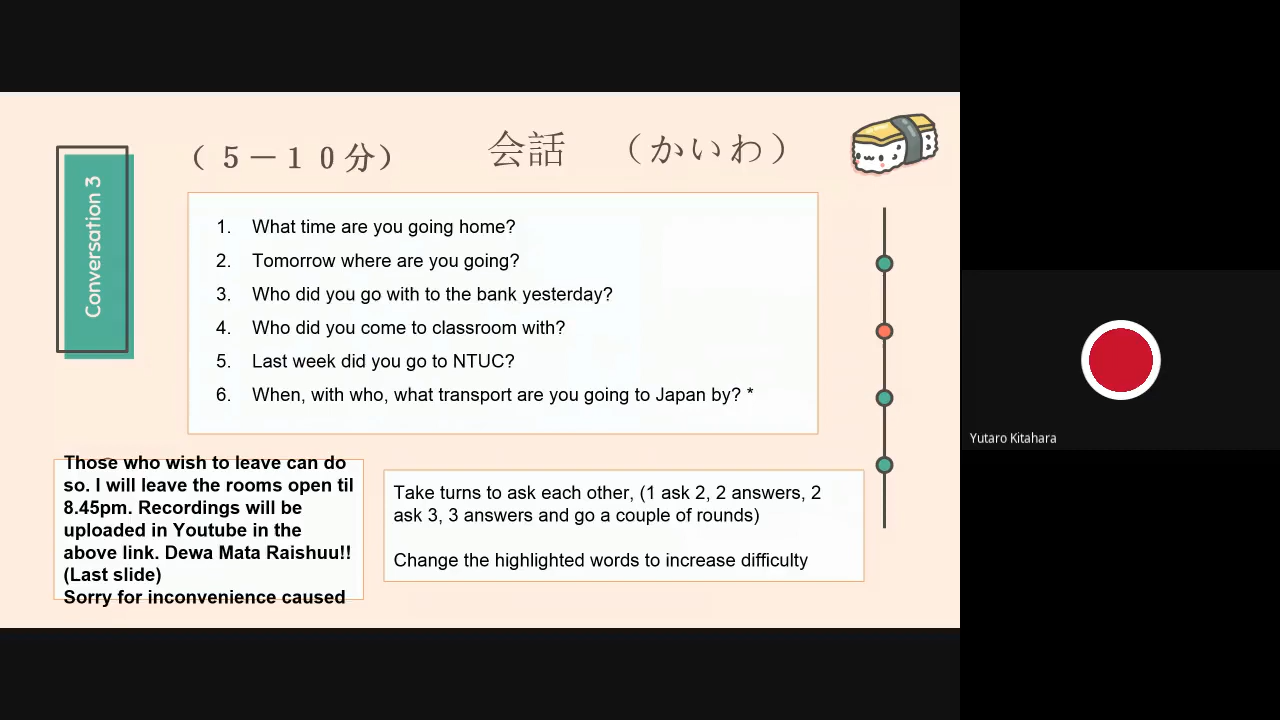 （５－１０分）
会話　（かいわ）
Conversation 3
1. What time are you going home?
2. Tomorrow where are you going?
3. Who did you go with to the bank yesterday?
4. Who did you come to classroom with?
5. Last week did you go to NTUC?
6. When, with who, what transport are you going to Japan by? *
Those who wish to leave can do
so. I will leave the rooms open til
8.45pm. Recordings will be
uploaded in Youtube in the
above link. Dewa Mata Raishuu!!
(Last slide)
Sorry for inconvenience caused
Take turns to ask each other, (1 ask 2, 2 answers, 2
ask 3, 3 answers and go a couple of rounds)
Change the highlighted words to increase difficulty
Yutaro Kitahara